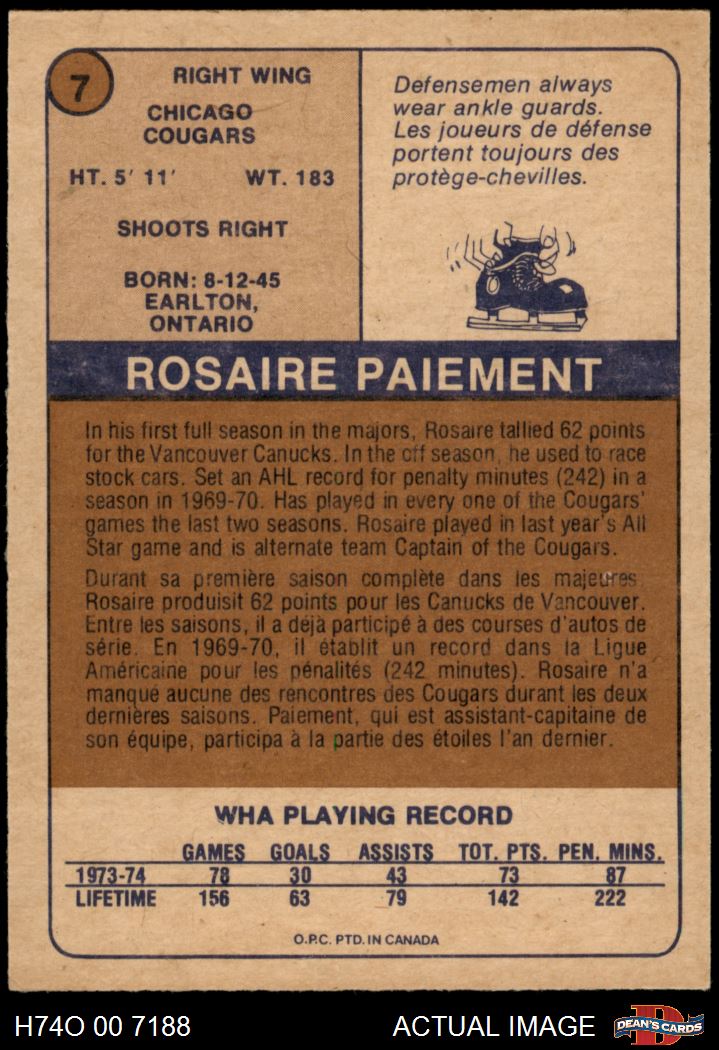 7
RIGHT WING
CHICAGO
COUGARS
HT. 5' 11' WT. 183
SHOOTS RIGHT
BORN: 8-12-45
EARLTON,
ONTARIO
Defensemen always
wear ankle guards.
Les joueurs de défense
portent toujours des
protège-chevilles.
ROSAIRE PAIEMENT
In his first full season in the majors, Rosaire tallied 62 points
for the Vancouver Canucks. In the off season, he used to race
stock cars. Set an AHL record for penalty minutes (242) in a
season in 1969-70. Has played in every one of the Cougars'
games the last two seasons. Rosaire played in last year's All
Star game and is alternate team Captain of the Cougars.
Durant sa première saison complète dans les majeures
Rosaire produisit 62 points pour les Canucks de Vancouver.
Entre les saisons, il a déjà participé à des courses d'autos de
série. En 1969-70, il établit un record dans la Ligue
Américaine pour les pénalités (242 minutes). Rosaire n'a
manqué aucune des rencontres des Cougars durant les deux
dernières saisons. Paiement, qui est assistant-capitaine de
son équipe, participa à la partie des étoiles l'an dernier.
WHA PLAYING RECORD
GAMES GOALS ASSISTS TOT. PTS. PEN. MINS.
1973-74 78 30 43 73 87
LIFETIME 156 63 79 142 222
O.P.C. PTD. IN CANADA
H74O 00 7188 ACTUAL IMAGE D DEAN'S CARDS